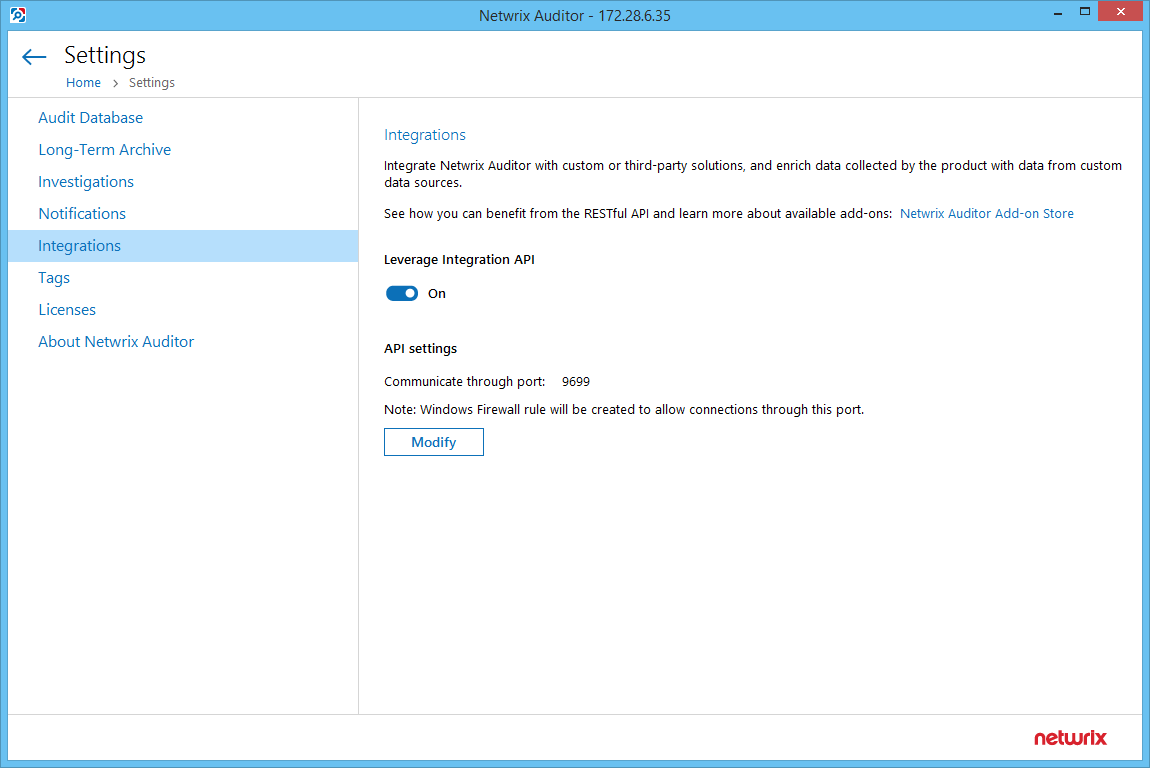 Netwrix Auditor - 172.28.6.35
Settings
Home > Settings
Audit Database
Long-Term Archive
Investigations
Notifications
Integrations
Tags
Licenses
About Netwrix Auditor
Integrations
Integrate Netwrix Auditor with custom or third-party solutions, and enrich data collected by the product with data from custom
data sources.
See how you can benefit from the RESTful API and learn more about available add-ons: Netwrix Auditor Add-on Store
Leverage Integration API
On
API settings
Communicate through port: 9699
Note: Windows Firewall rule will be created to allow connections through this port.
Modify
netwrix